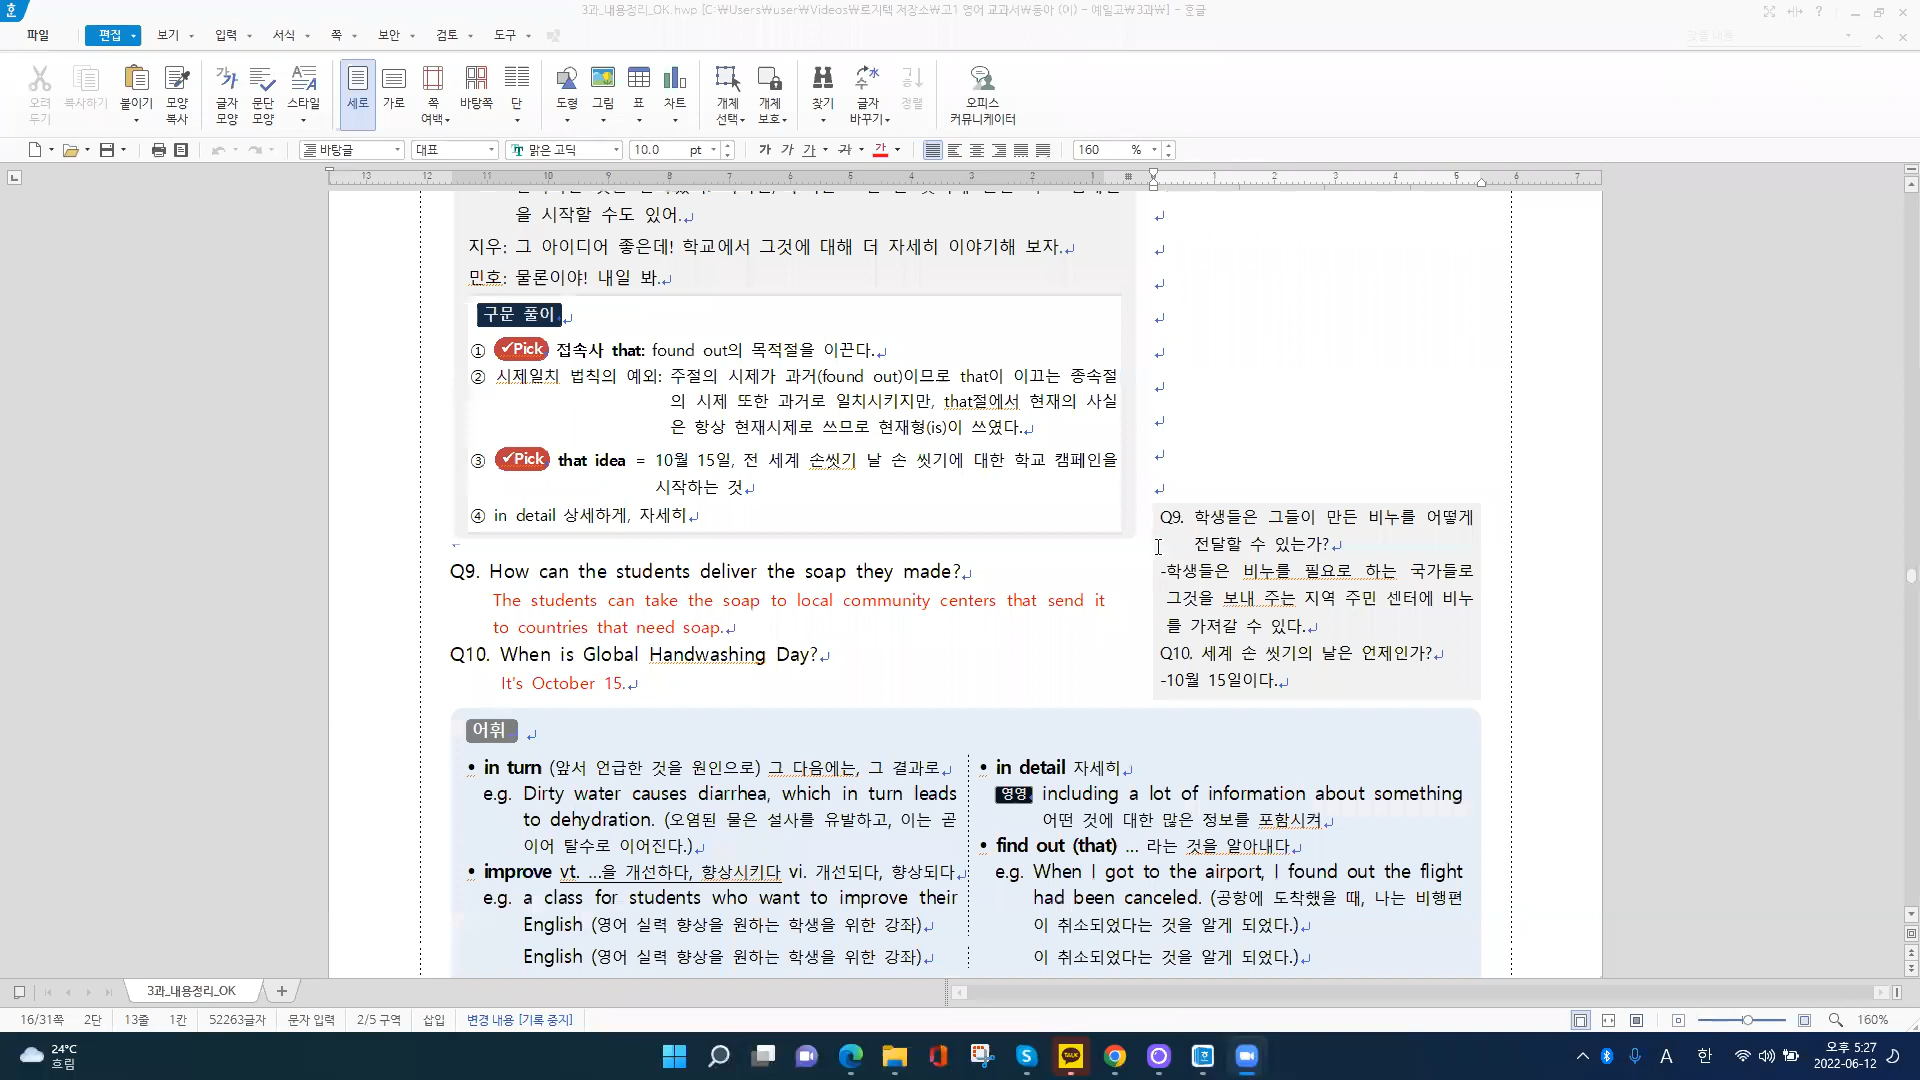 3과_내용정리_OK.hwp [C:₩Users₩user₩Videos₩로지텍 저장소₩고1 영어 교과서₩동아 (이) - 예일고₩3과₩] - 한글
파일 편집 보기 입력 서식 쪽 보안 검토 도구
오려 두기 복사하기 붙이기 모양 복사 글자 모양 문단 모양 스타일 세로 가로 쪽 여백 바탕쪽 단 도형 그림 표 차트 개체 선택 개체 보호 찾기 글자 바꾸기 정렬 오피스 커뮤니케이터
바탕글 대표 맑은 고딕 10.0 pt 가 가 가 가 가 160 %
13 12 11 10 9 8 7 6 5 4 3 2 1 1 2 3 4 5 6 7
을 시작할 수도 있어.
지우: 그 아이디어 좋은데! 학교에서 그것에 대해 더 자세히 이야기해 보자.
민호: 물론이야! 내일 봐.
구문 풀이
① ✓Pick 접속사 that: found out의 목적절을 이끈다.
② 시제일치 법칙의 예외: 주절의 시제가 과거(found out)이므로 that이 이끄는 종속절
의 시제 또한 과거로 일치시키지만, that절에서 현재의 사실
은 항상 현재시제로 쓰므로 현재형(is)이 쓰였다.
③ ✓Pick that idea = 10월 15일, 전 세계 손씻기 날 손 씻기에 대한 학교 캠페인을
시작하는 것
④ in detail 상세하게, 자세히
Q9. How can the students deliver the soap they made?
The students can take the soap to local community centers that send it
to countries that need soap.
Q10. When is Global Handwashing Day?
It's October 15.
Q9. 학생들은 그들이 만든 비누를 어떻게
전달할 수 있는가?
-학생들은 비누를 필요로 하는 국가들로
그것을 보내 주는 지역 주민 센터에 비누
를 가져갈 수 있다.
Q10. 세계 손 씻기의 날은 언제인가?
-10월 15일이다.
어휘
• in turn (앞서 언급한 것을 원인으로) 그 다음에는, 그 결과로
e.g. Dirty water causes diarrhea, which in turn leads
to dehydration. (오염된 물은 설사를 유발하고, 이는 곧
이어 탈수로 이어진다.)
• improve vt. …을 개선하다, 향상시키다 vi. 개선되다, 향상되다
e.g. a class for students who want to improve their
English (영어 실력 향상을 원하는 학생을 위한 강좌)
English (영어 실력 향상을 원하는 학생을 위한 강좌)
• in detail 자세히
영영 including a lot of information about something
어떤 것에 대한 많은 정보를 포함시켜
• find out (that) … 라는 것을 알아내다
e.g. When I got to the airport, I found out the flight
had been canceled. (공항에 도착했을 때, 나는 비행편
이 취소되었다는 것을 알게 되었다.)
이 취소되었다는 것을 알게 되었다.)
3과_내용정리_OK
16/31쪽 2단 13줄 1칸 52263글자 문자 입력 2/5 구역 삽입 변경 내용 [기록 중지] 160%
24°C
흐림
TALK
A 한
오후 5:27
2022-06-12